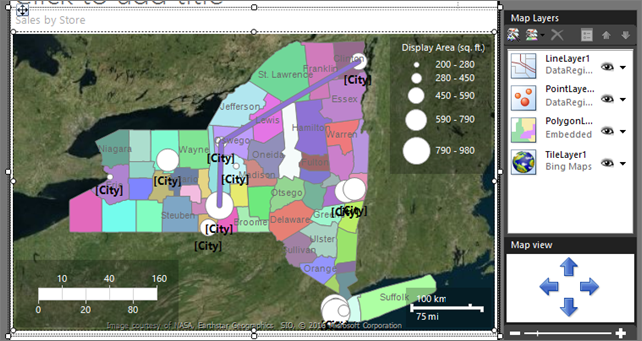 Click to add title
Sales by Store
Display Area (sq. ft.)
200 - 280
280 - 450
450 - 590
590 - 790
790 - 980
Franklin
St. Lawrence
[City]
Essex
Jefferson
Lewis
Hamilton
Warren
Oswego
Niagara
Wayne
[City]
Oneida
[City]
Madison
[City]
[City]
Otsego
Steuben
[City]
Broome
Delaware
Gre
[City]
[City]
[City]
Ulster
Sullivan
Orange
Suffolk
10 40 160
0 20 80 320
100 km
75 mi
Image courtesy of NASA, Earthstar Geographics SIO, © 2016 Microsoft Corporation
Map Layers
LineLayer1
DataRegi...
PointLaye...
DataRegi...
PolygonL...
Embedded
TileLayer1
Bing Maps
Map view